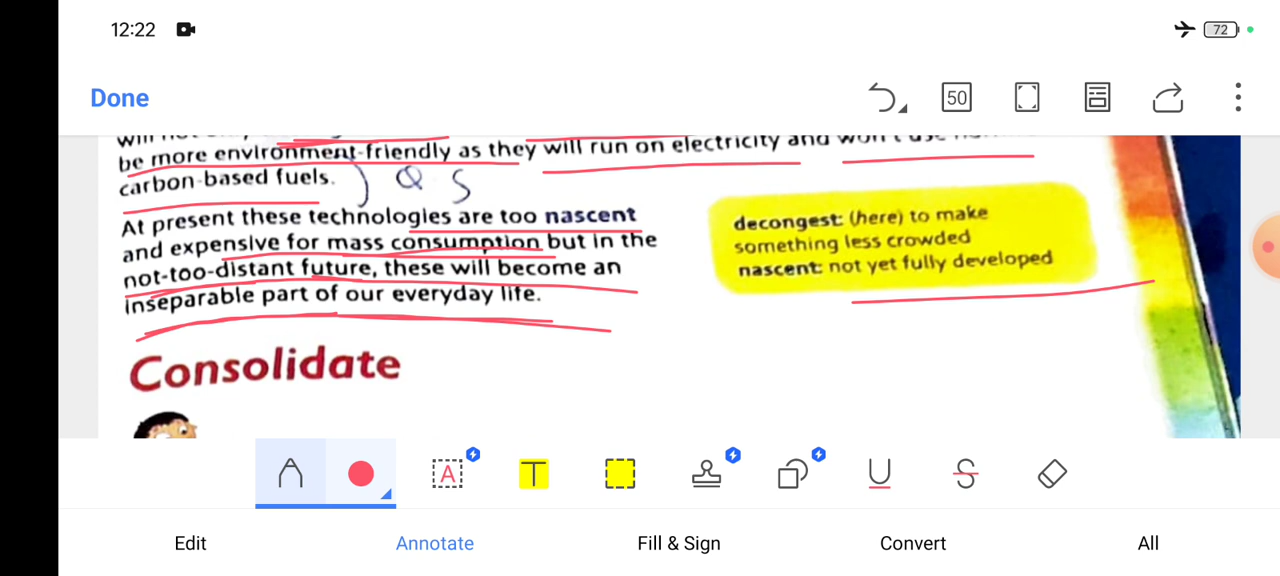 12:22
72
Done
50
be more environment-friendly as they will run on electricity and won't use
carbon-based fuels.
Q S
At present these technologies are too nascent
and expensive for mass consumption but in the
not-too-distant future, these will become an
inseparable part of our everyday life.
decongest: (here) to make
something less crowded
nascent: not yet fully developed
Consolidate
A
T
U
S
Edit
Annotate
Fill & Sign
Convert
All